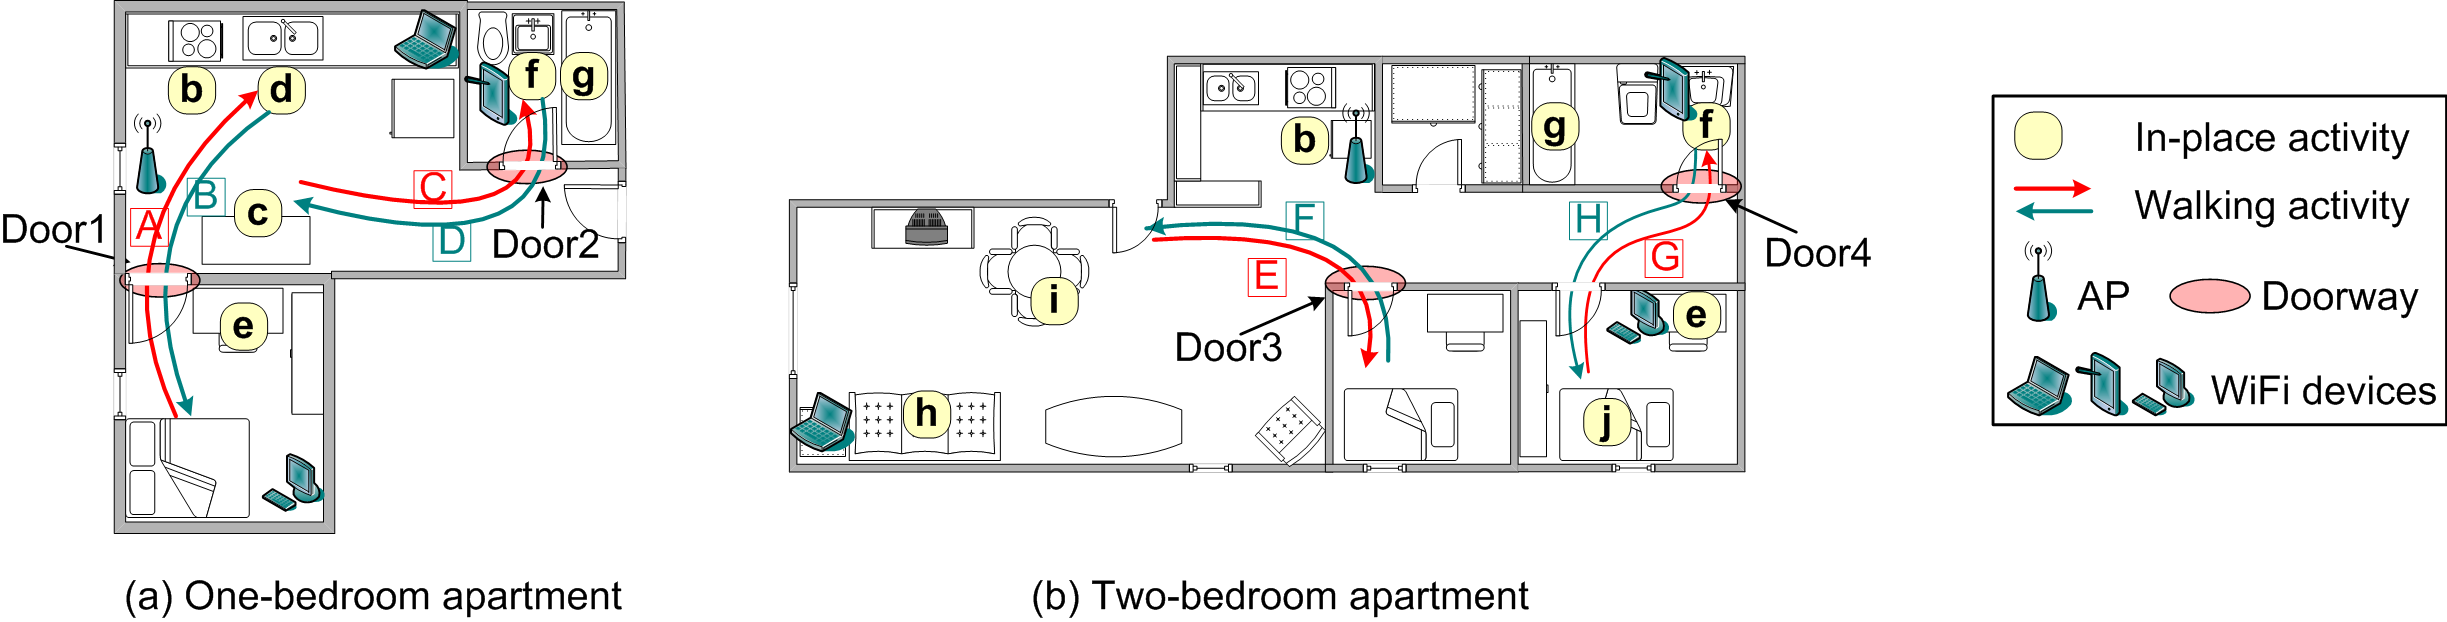 b
d
f
g
A
B
C
D
c
Door1
Door2
e
(a) One-bedroom apartment
b
g
f
F
H
E
G
Door4
i
Door3
e
h
j
(b) Two-bedroom apartment
In-place activity
Walking activity
AP
Doorway
WiFi devices